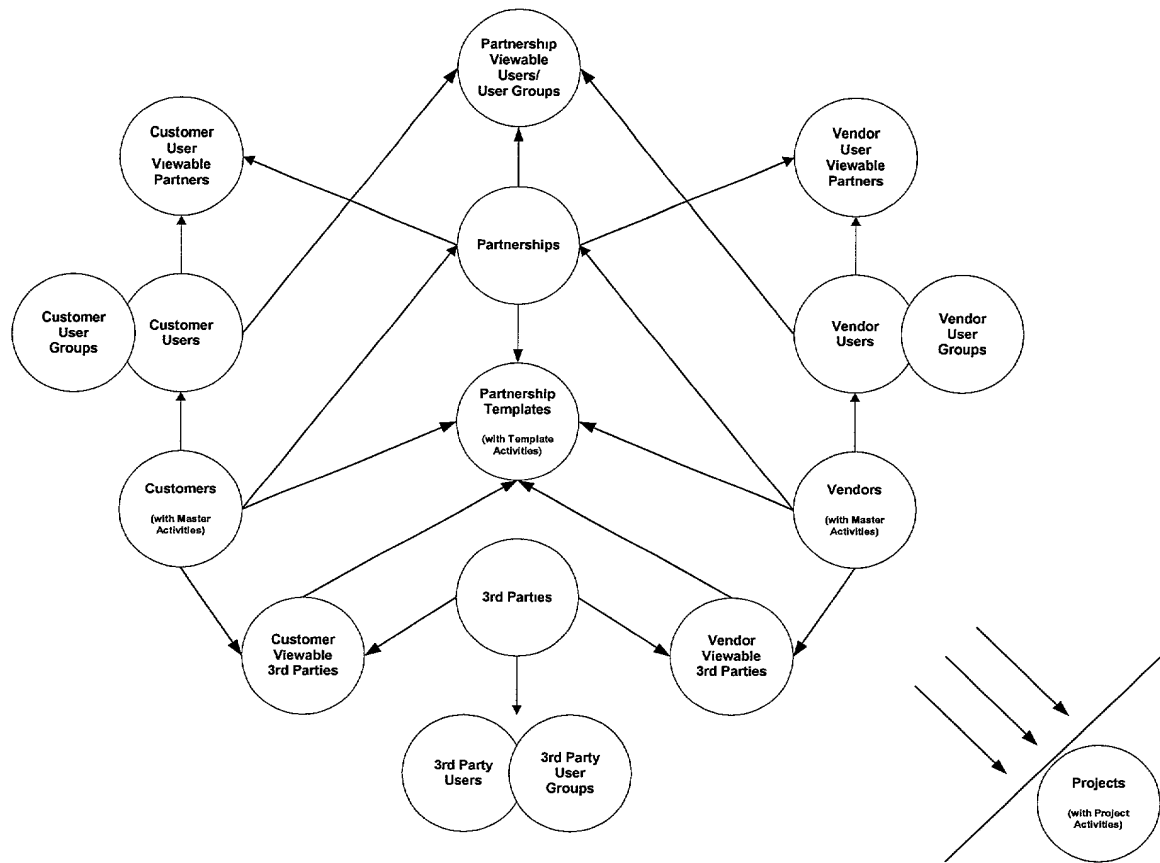 Partnership
Viewable
Users/
User Groups
Customer
User
Viewable
Partners
Vendor
User
Viewable
Partners
Partnerships
Customer
User
Groups
Customer
Users
Vendor
Users
Vendor
User
Groups
Partnership
Templates
(with Template
Activities)
Customers
(with Master
Activities)
Vendors
(with Master
Activities)
3rd Parties
Customer
Viewable
3rd Parties
Vendor
Viewable
3rd Parties
3rd Party
Users
3rd Party
User
Groups
Projects
(with Project
Activities)